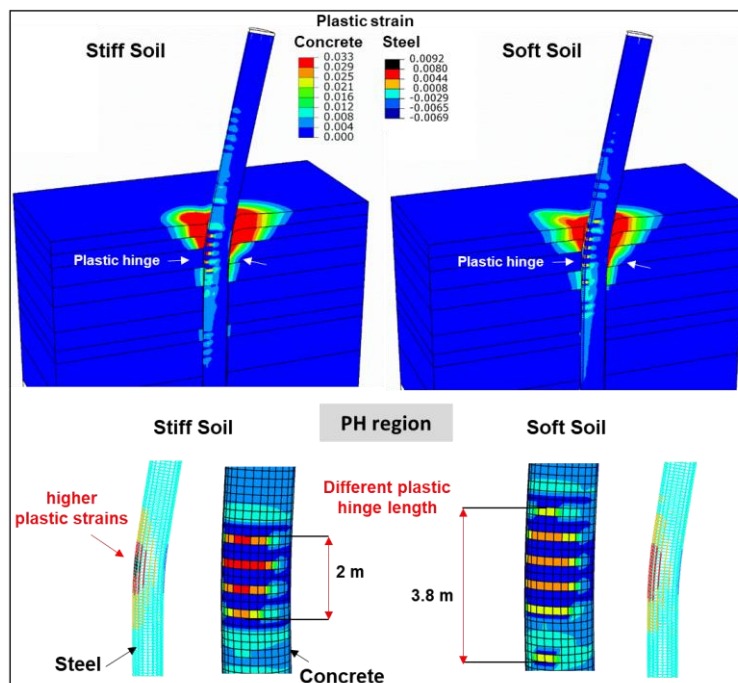 Plastic strain
Stiff Soil
Concrete
Steel
Soft Soil
0.033
0.029
0.025
0.021
0.016
0.012
0.008
0.004
0.000
0.0092
0.0080
0.0044
0.0008
-0.0029
-0.0065
-0.0069
Plastic hinge
Plastic hinge
PH region
Stiff Soil
Soft Soil
higher
plastic strains
Different plastic
hinge length
2 m
3.8 m
Steel
Concrete